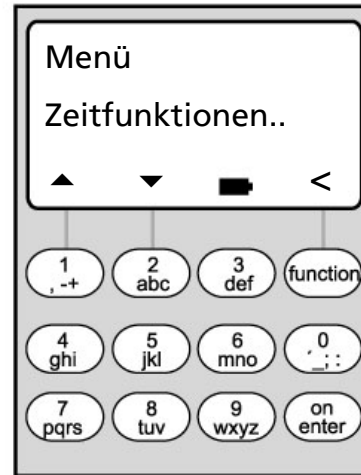 Menü
Zeitfunktionen..
<
1 2 3 function
, -+ abc def
4 5 6 0
ghi jkl mno ´_; :
7 8 9 on
pqrs tuv wxyz enter